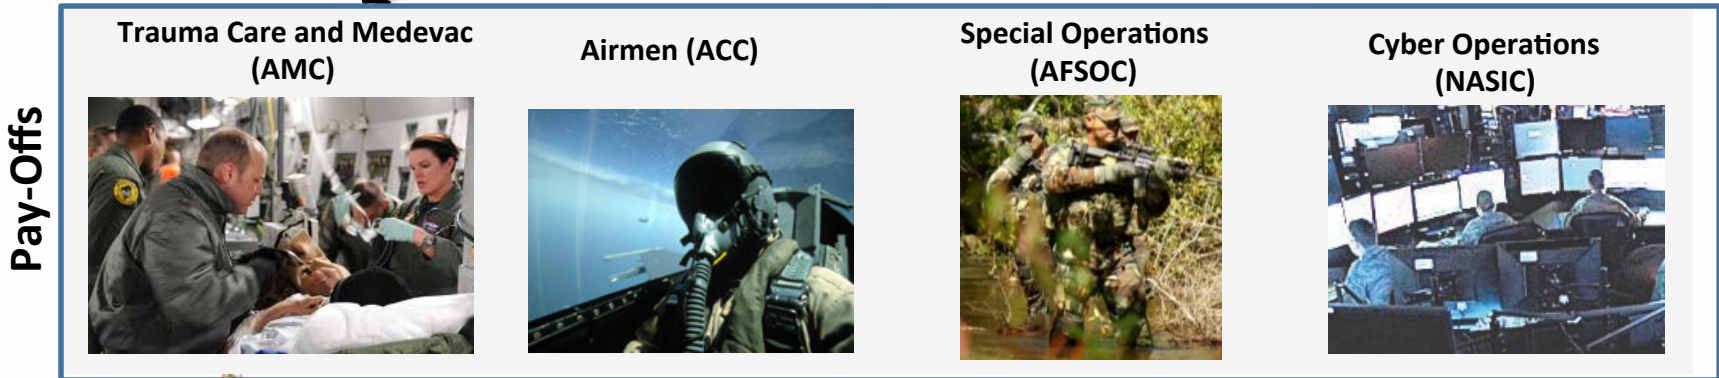 Pay-Offs
Trauma Care and Medevac
(AMC)
Airmen (ACC)
Special Operations
(AFSOC)
Cyber Operations
(NASIC)